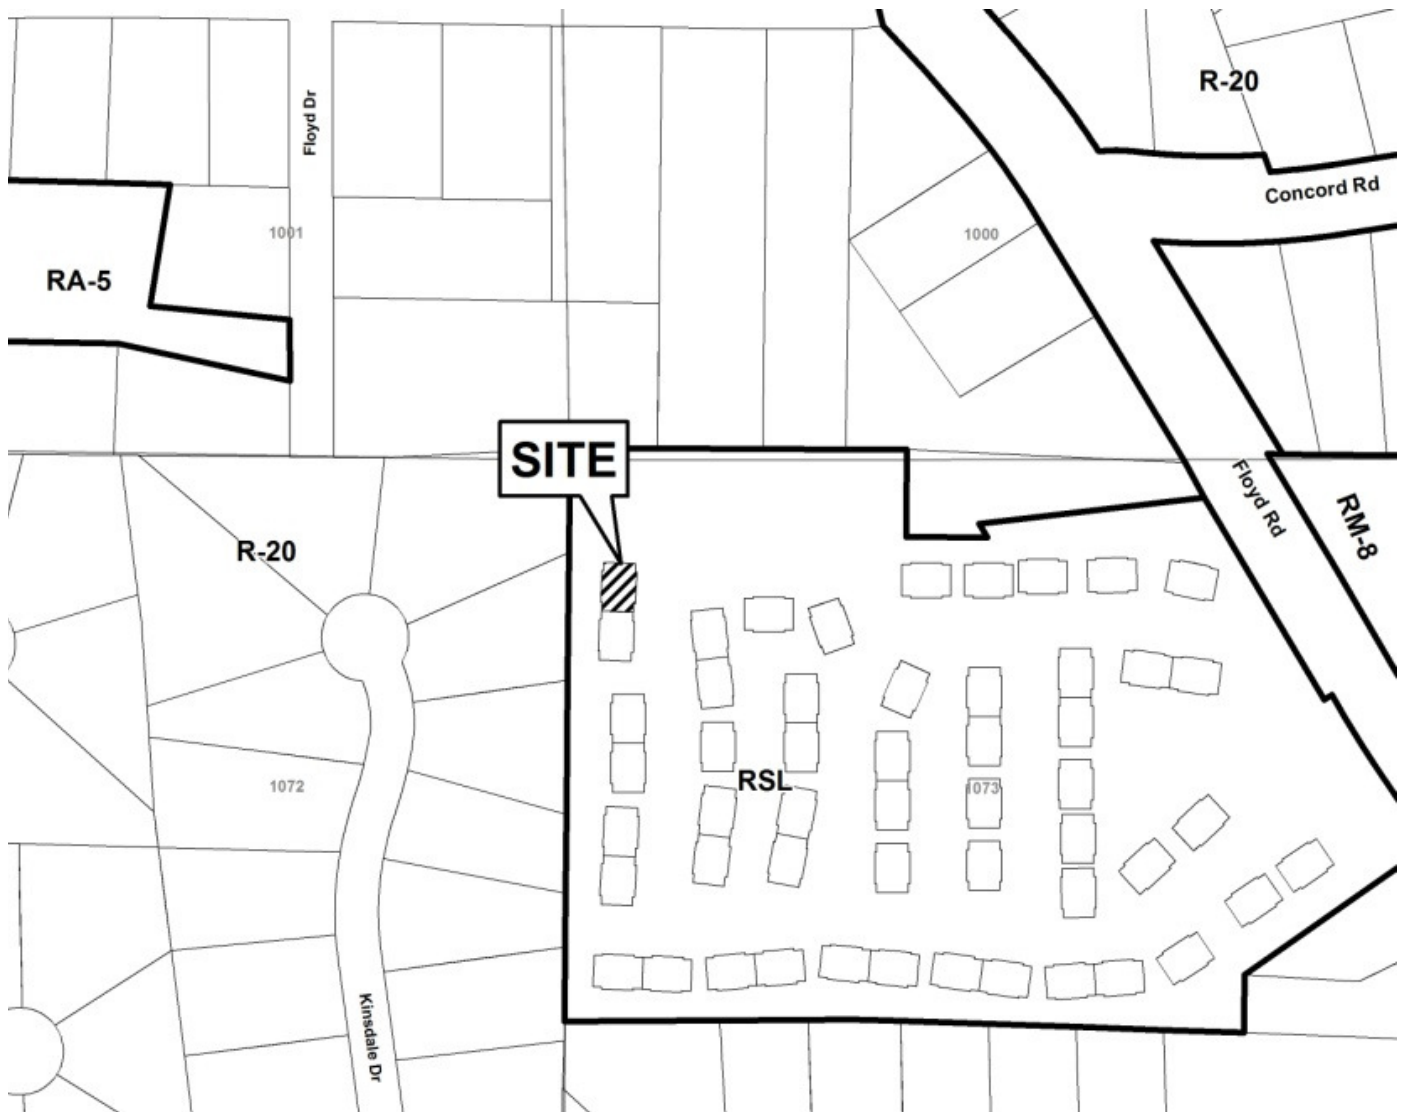 R-20
Floyd Dr
Concord Rd
1001
1000
RA-5
SITE
Floyd Rd
RM-8
R-20
RSL
1072
1073
Kinsdale Dr